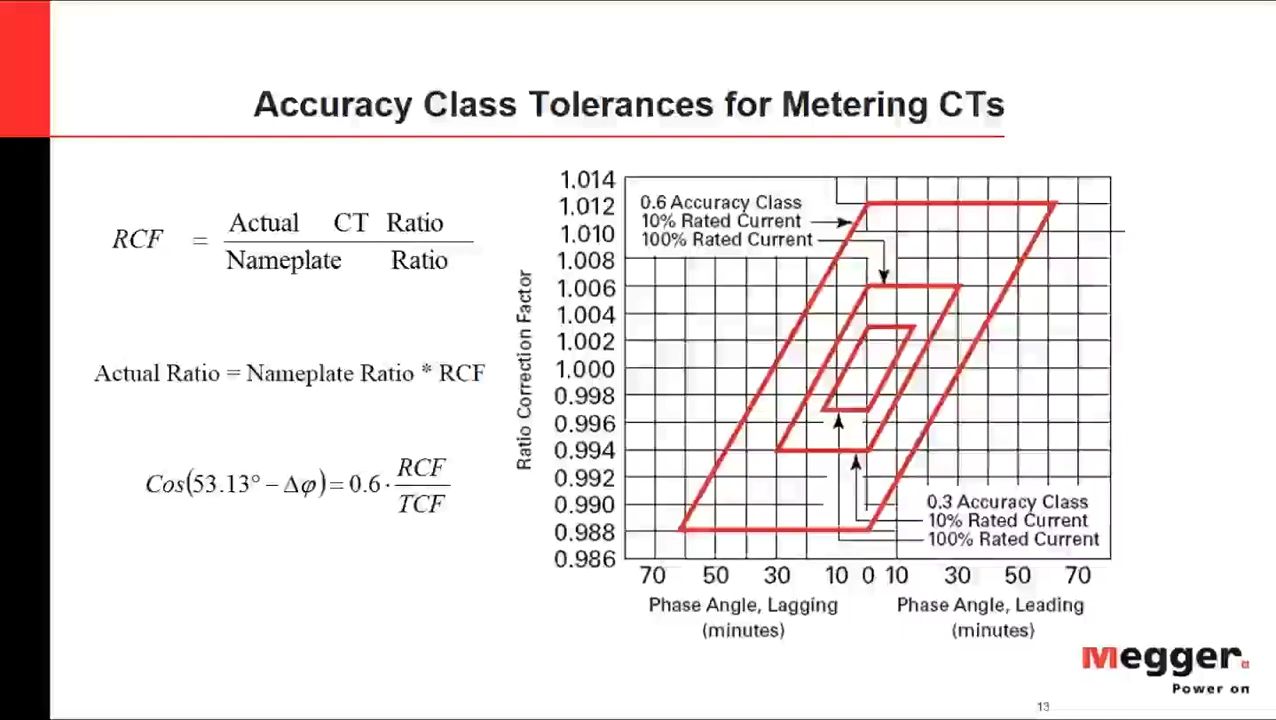 Accuracy Class Tolerances for Metering CTs
RCF = Actual CT Ratio
Nameplate Ratio
Actual Ratio = Nameplate Ratio * RCF
Cos(53.13° − Δφ) = 0.6 · RCF
TCF
Ratio Correction Factor
1.014
1.012
1.010
1.008
1.006
1.004
1.002
1.000
0.998
0.996
0.994
0.992
0.990
0.988
0.986
0.6 Accuracy Class
10% Rated Current
100% Rated Current
0.3 Accuracy Class
10% Rated Current
100% Rated Current
70 50 30 10 0 10 30 50 70
Phase Angle, Lagging
(minutes)
Phase Angle, Leading
(minutes)
Megger
Power on
13